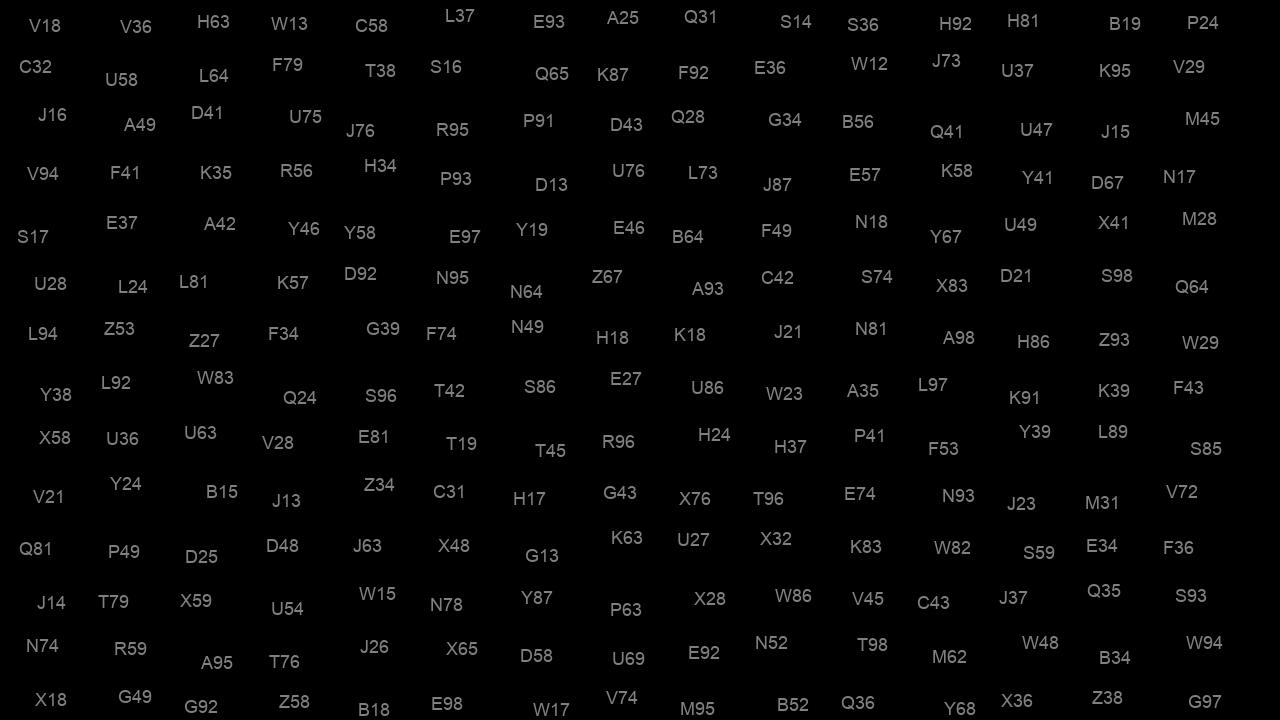 V18 V36 H63 W13 C58 L37 E93 A25 Q31 S14 S36 H92 H81 B19 P24
C32 U58 L64 F79 T38 S16 Q65 K87 F92 E36 W12 J73 U37 K95 V29
J16 A49 D41 U75 J76 R95 P91 D43 Q28 G34 B56 Q41 U47 J15 M45
V94 F41 K35 R56 H34 P93 D13 U76 L73 J87 E57 K58 Y41 D67 N17
S17 E37 A42 Y46 Y58 E97 Y19 E46 B64 F49 N18 Y67 U49 X41 M28
U28 L24 L81 K57 D92 N95 N64 Z67 A93 C42 S74 X83 D21 S98 Q64
L94 Z53 Z27 F34 G39 F74 N49 H18 K18 J21 N81 A98 H86 Z93 W29
Y38 L92 W83 Q24 S96 T42 S86 E27 U86 W23 A35 L97 K91 K39 F43
X58 U36 U63 V28 E81 T19 T45 R96 H24 H37 P41 F53 Y39 L89 S85
V21 Y24 B15 J13 Z34 C31 H17 G43 X76 T96 E74 N93 J23 M31 V72
Q81 P49 D25 D48 J63 X48 G13 K63 U27 X32 K83 W82 S59 E34 F36
J14 T79 X59 U54 W15 N78 Y87 P63 X28 W86 V45 C43 J37 Q35 S93
N74 R59 A95 T76 J26 X65 D58 U69 E92 N52 T98 M62 W48 B34 W94
X18 G49 G92 Z58 B18 E98 W17 V74 M95 B52 Q36 Y68 X36 Z38 G97